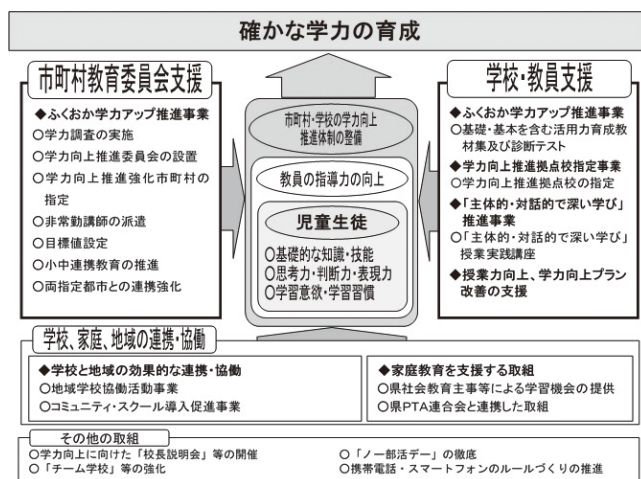 確かな学力の育成
市町村教育委員会支援
◆ふくおか学力アップ推進事業
○学力調査の実施
○学力向上推進委員会の設置
○学力向上推進強化市町村の
指定
○非常勤講師の派遣
○目標値設定
○小中連携教育の推進
○両指定都市との連携強化
市町村・学校の学力向上
推進体制の整備
教員の指導力の向上
児童生徒
○基礎的な知識・技能
○思考力・判断力・表現力
○学習意欲・学習習慣
学校・教員支援
◆ふくおか学力アップ推進事業
○基礎・基本を含む活用力育成教
材集及び診断テスト
◆学力向上推進拠点校指定事業
○学力向上推進拠点校の指定
◆「主体的・対話的で深い学び」
推進事業
○「主体的・対話的で深い学び」
授業実践講座
◆授業力向上、学力向上プラン
改善の支援
学校、家庭、地域の連携・協働
◆学校と地域の効果的な連携・協働
○地域学校協働活動事業
○コミュニティ・スクール導入促進事業
◆家庭教育を支援する取組
○県社会教育主事等による学習機会の提供
○県PTA連合会と連携した取組
その他の取組
○学力向上に向けた「校長説明会」等の開催
○「チーム学校」等の強化
○「ノー部活デー」の徹底
○携帯電話・スマートフォンのルールづくりの推進